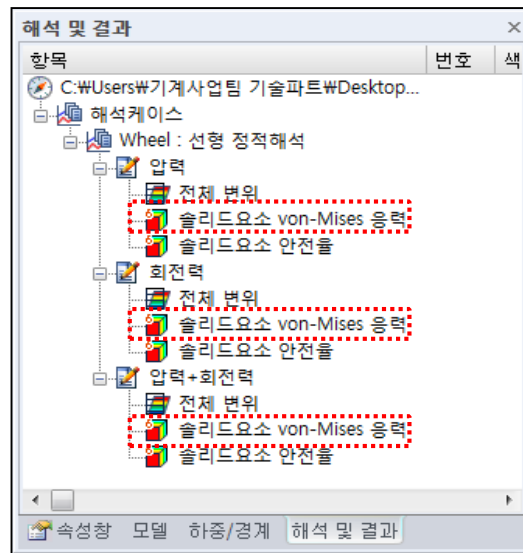 해석 및 결과
항목 번호 색
C:₩Users₩기계사업팀 기술파트₩Desktop...
해석케이스
Wheel : 선형 정적해석
압력
전체 변위
솔리드요소 von-Mises 응력
솔리드요소 안전율
회전력
전체 변위
솔리드요소 von-Mises 응력
솔리드요소 안전율
압력+회전력
전체 변위
솔리드요소 von-Mises 응력
솔리드요소 안전율
속성창 모델 하중/경계 해석 및 결과